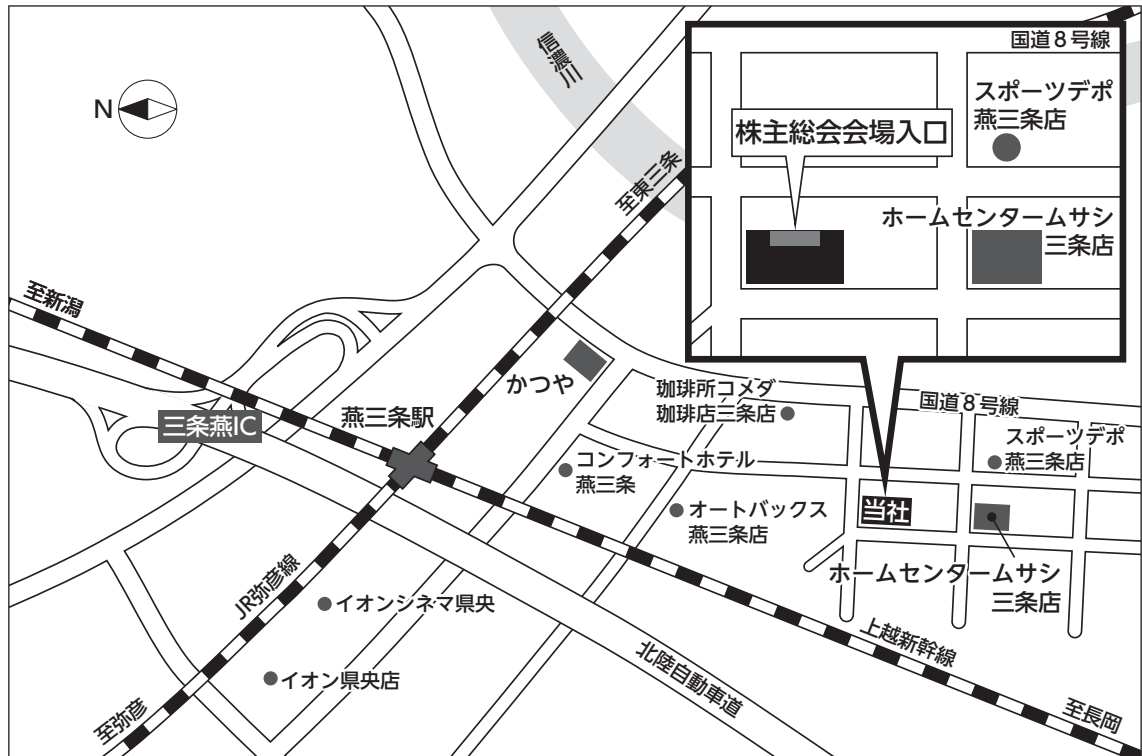 国道8号線
スポーツデポ
燕三条店
株主総会会場入口
ホームセンタームサシ
三条店
N
信濃川
至東三条
至新潟
かつや
珈琲所コメダ
珈琲店三条店
国道8号線
三条燕IC
燕三条駅
スポーツデポ
燕三条店
コンフォートホテル
燕三条
オートバックス
燕三条店
当社
ホームセンタームサシ
三条店
JR弥彦線
イオンシネマ県央
上越新幹線
北陸自動車道
イオン県央店
至弥彦
至長岡